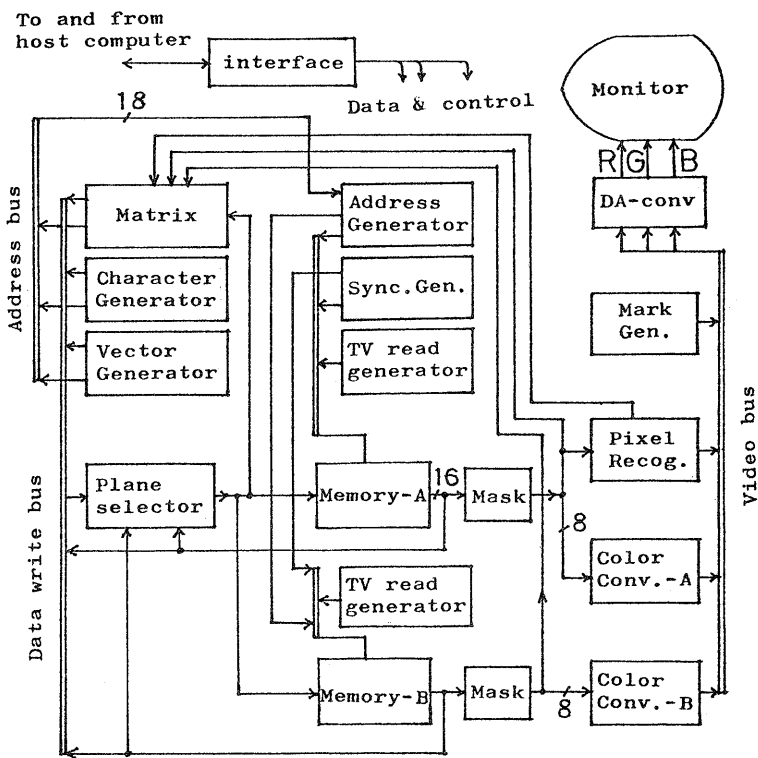 To and from
host computer
interface
Data & control
Monitor
18
R G B
DA-conv
Address bus
Matrix
Address
Generator
Character
Generator
Sync.Gen.
Mark
Gen.
Vector
Generator
TV read
generator
Pixel
Recog.
Video bus
Plane
selector
Memory-A
16
Mask
8
Data write bus
Color
Conv.-A
TV read
generator
Memory-B
Mask
8
Color
Conv.-B